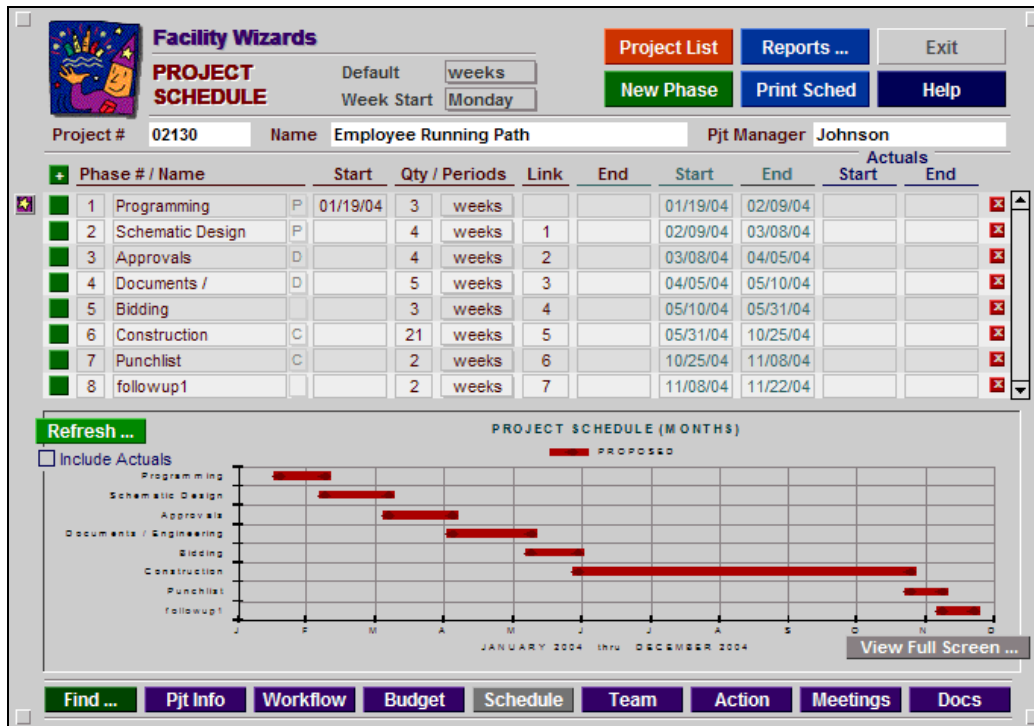 Facility Wizards
PROJECT SCHEDULE
Default weeks
Week Start Monday
Project List Reports ... Exit
New Phase Print Sched Help
Project # 02130 Name Employee Running Path Pjt Manager Johnson
Actuals
+ Phase # / Name Start Qty / Periods Link End Start End Start End
1 Programming P 01/19/04 3 weeks 01/19/04 02/09/04 x
2 Schematic Design P 4 weeks 1 02/09/04 03/08/04 x
3 Approvals D 4 weeks 2 03/08/04 04/05/04 x
4 Documents / D 5 weeks 3 04/05/04 05/10/04 x
5 Bidding 3 weeks 4 05/10/04 05/31/04 x
6 Construction C 21 weeks 5 05/31/04 10/25/04 x
7 Punchlist C 2 weeks 6 10/25/04 11/08/04 x
8 followup1 2 weeks 7 11/08/04 11/22/04 x
Refresh ...
PROJECT SCHEDULE (MONTHS)
PROPOSED
Include Actuals
Programming
Schematic Design
Approvals
Documents / Engineering
Bidding
Construction
Punchlist
followup1
J F M A M J J A S O N D
JANUARY 2004 thru DECEMBER 2004
View Full Screen ...
Find ... Pjt Info Workflow Budget Schedule Team Action Meetings Docs